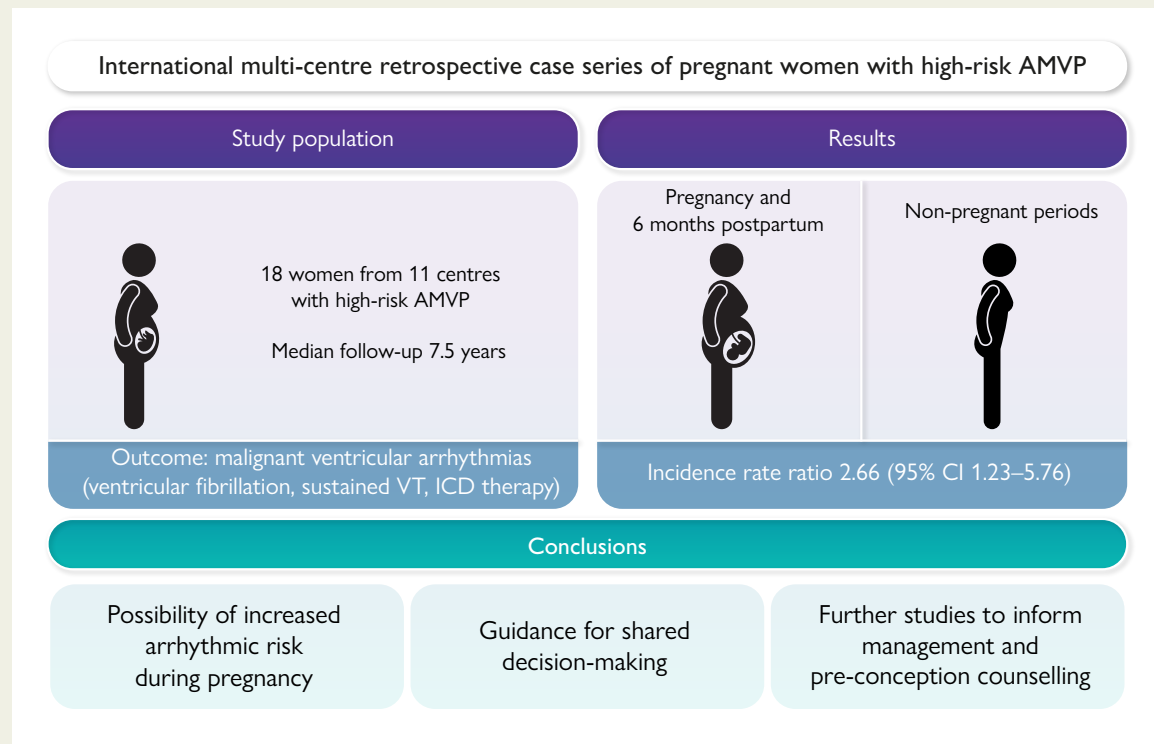 International multi-centre retrospective case series of pregnant women with high-risk AMVP
Study population
18 women from 11 centres
with high-risk AMVP
Median follow-up 7.5 years
Outcome: malignant ventricular arrhythmias
(ventricular fibrillation, sustained VT, ICD therapy)
Results
Pregnancy and
6 months postpartum
Non-pregnant periods
Incidence rate ratio 2.66 (95% CI 1.23–5.76)
Conclusions
Possibility of increased
arrhythmic risk
during pregnancy
Guidance for shared
decision-making
Further studies to inform
management and
pre-conception counselling